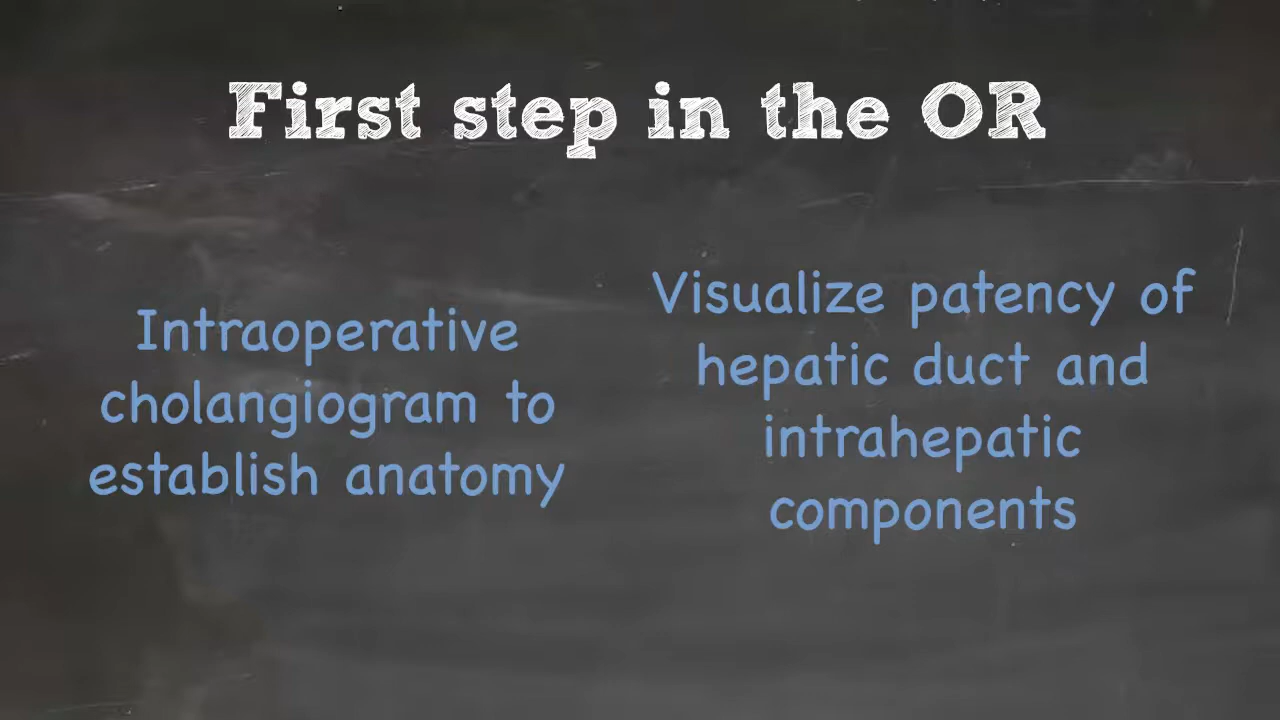 First step in the OR
Intraoperative
cholangiogram to
establish anatomy
Visualize patency of
hepatic duct and
intrahepatic
components